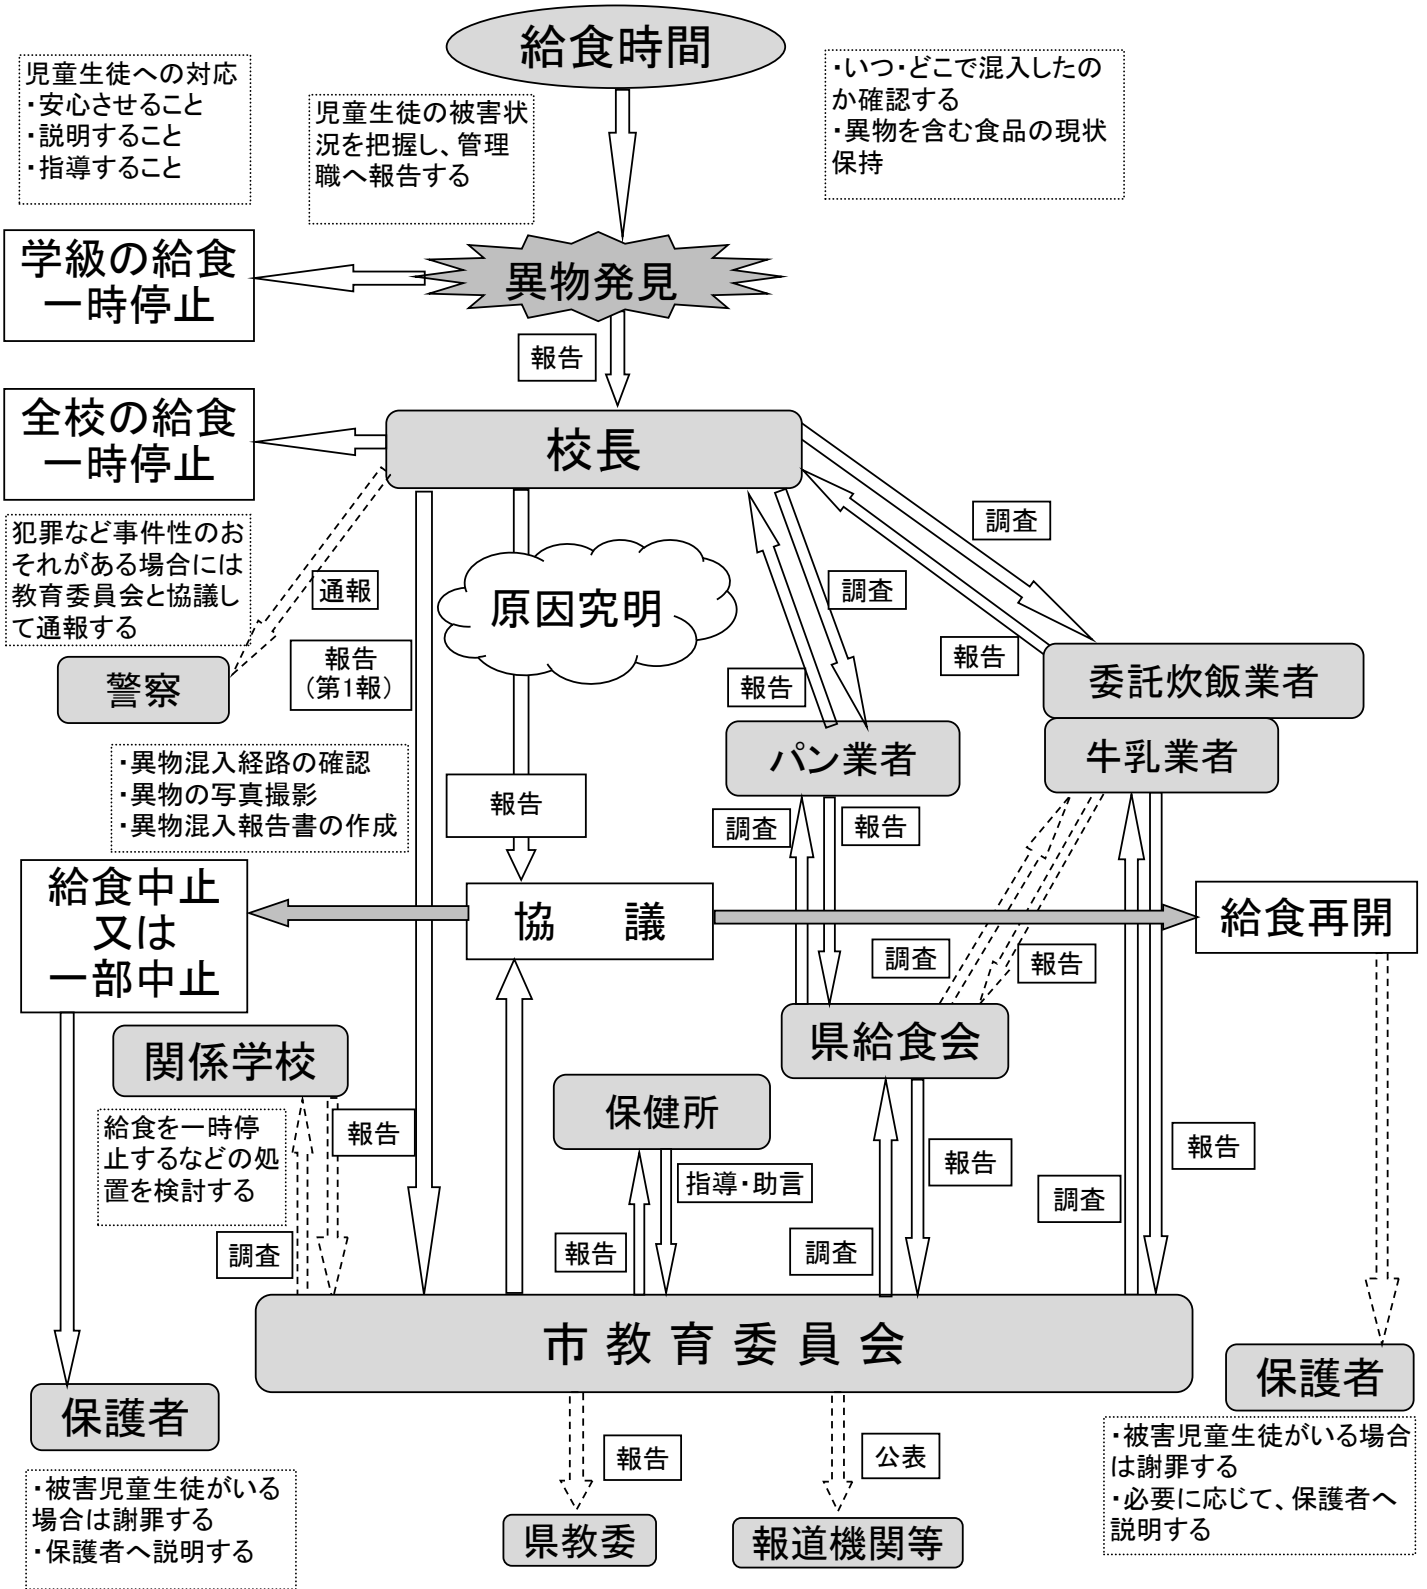 給食時間
児童生徒への対応
・安心させること
・説明すること
・指導すること
児童生徒の被害状
況を把握し、管理
職へ報告する
・いつ・どこで混入したの
か確認する
・異物を含む食品の現状
保持
学級の給食
一時停止
異物発見
報告
全校の給食
一時停止
校長
調査
犯罪など事件性のお
それがある場合には
教育委員会と協議し
て通報する
通報
原因究明
調査
報告
（第1報）
報告
報告
警察
委託炊飯業者
パン業者
牛乳業者
・異物混入経路の確認
・異物の写真撮影
・異物混入報告書の作成
報告
調査
報告
給食中止
又は
一部中止
協　議
給食再開
調査
報告
関係学校
県給食会
保健所
給食を一時停
止するなどの処
置を検討する
報告
指導・助言
報告
報告
調査
調査
報告
調査
市教育委員会
保護者
保護者
・被害児童生徒がいる
場合は謝罪する
・保護者へ説明する
報告
公表
・被害児童生徒がいる場合
は謝罪する
・必要に応じて、保護者へ
説明する
県教委
報道機関等